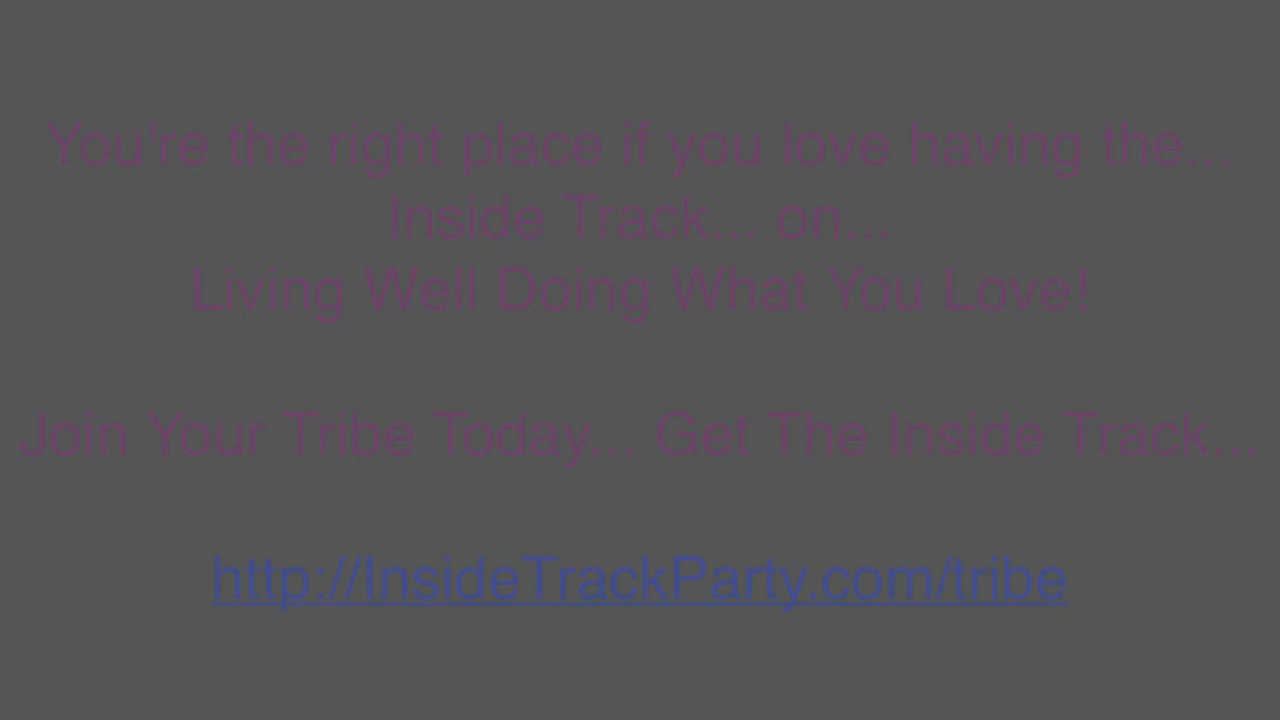 You're the right place if you love having the...
Inside Track... on...
Living Well Doing What You Love!
Join Your Tribe Today... Get The Inside Track...
http://InsideTrackParty.com/tribe